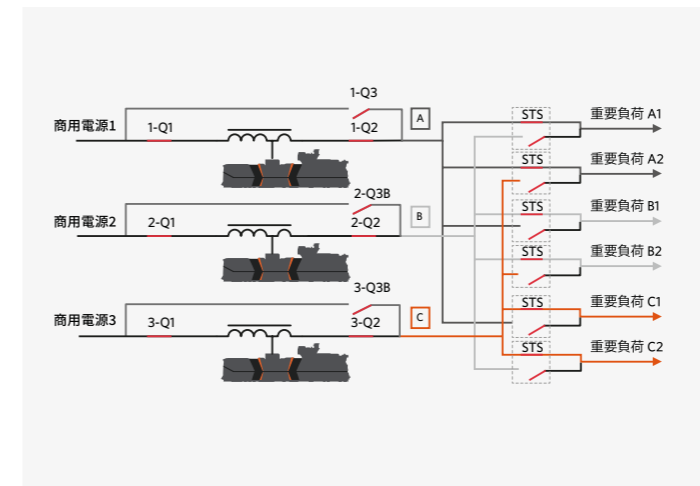 1-Q3
A
STS
重要負荷 A1
商用電源1
1-Q1
1-Q2
STS
重要負荷 A2
2-Q3B
B
STS
重要負荷 B1
商用電源2
2-Q1
2-Q2
STS
重要負荷 B2
3-Q3B
C
STS
重要負荷 C1
商用電源3
3-Q1
3-Q2
STS
重要負荷 C2